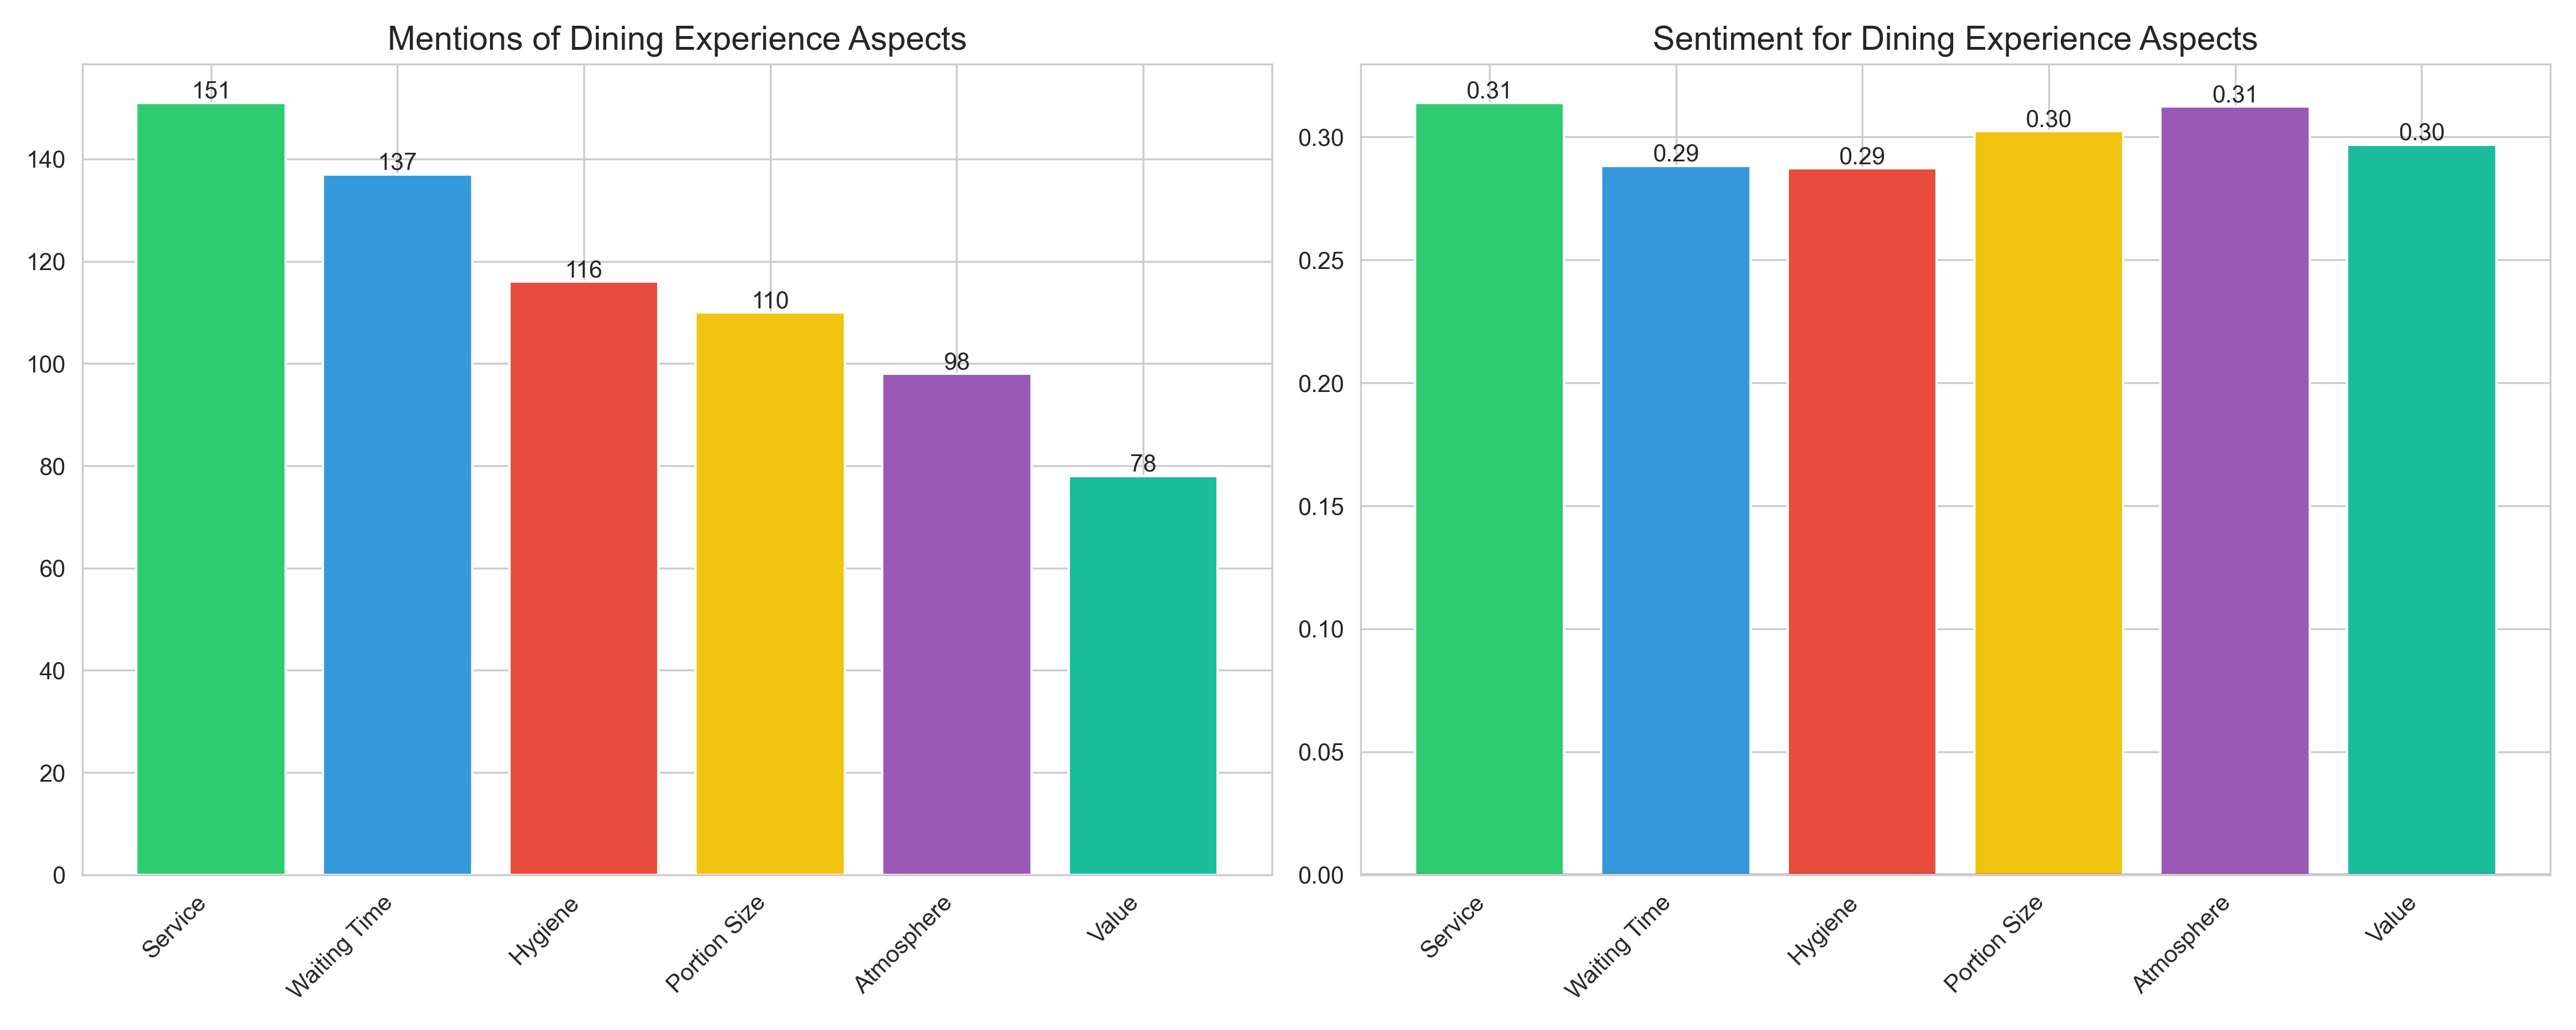 Mentions of Dining Experience Aspects
151
137
116
110
98
78
140
120
100
80
60
40
20
0
Service
Waiting Time
Hygiene
Portion Size
Atmosphere
Value
Sentiment for Dining Experience Aspects
0.31
0.29
0.29
0.30
0.31
0.30
0.30
0.25
0.20
0.15
0.10
0.05
0.00
Service
Waiting Time
Hygiene
Portion Size
Atmosphere
Value